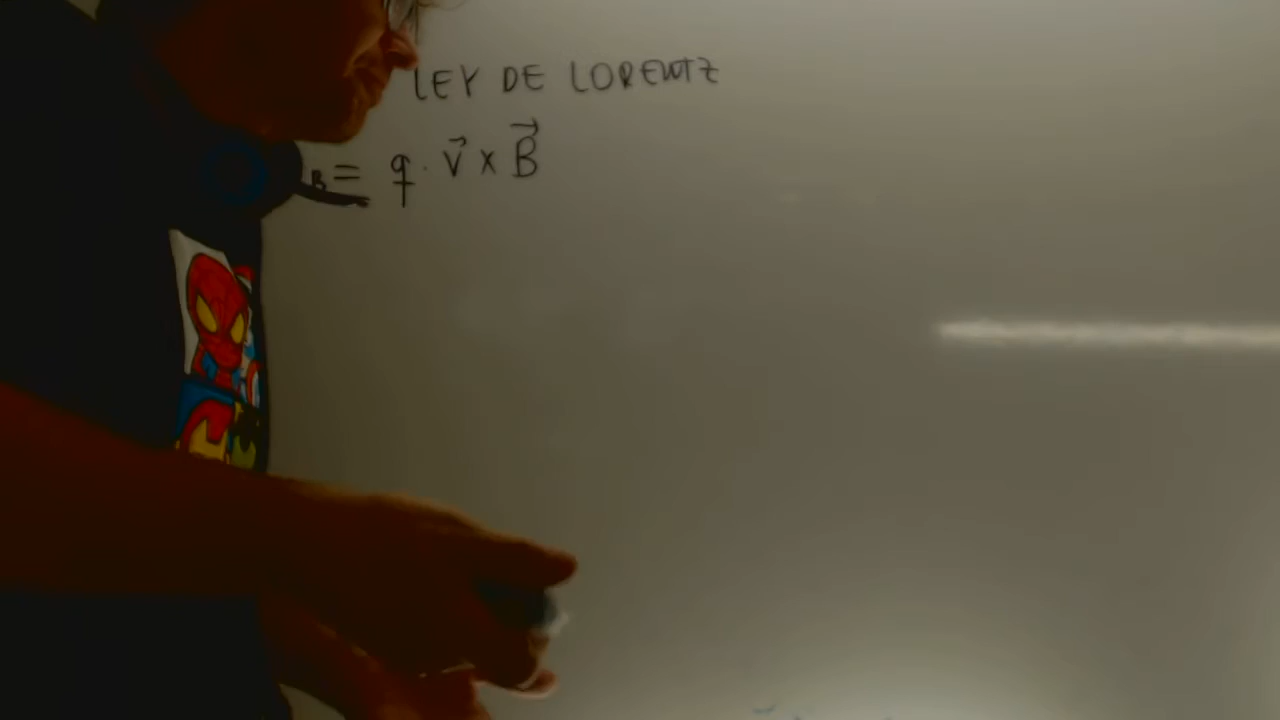 LEY DE LORENTZ
B = q · v⃗ x B⃗